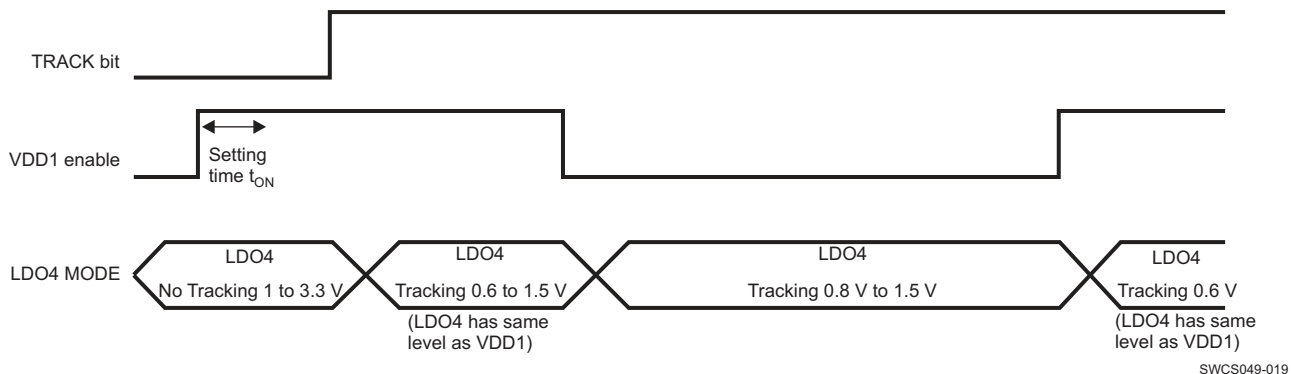 TRACK bit
VDD1 enable
Setting
time tON
LDO4 MODE
LDO4
No Tracking 1 to 3.3 V
LDO4
Tracking 0.6 to 1.5 V
(LDO4 has same
level as VDD1)
LDO4
Tracking 0.8 V to 1.5 V
LDO4
Tracking 0.6 V
(LDO4 has same
level as VDD1)
SWCS049-019